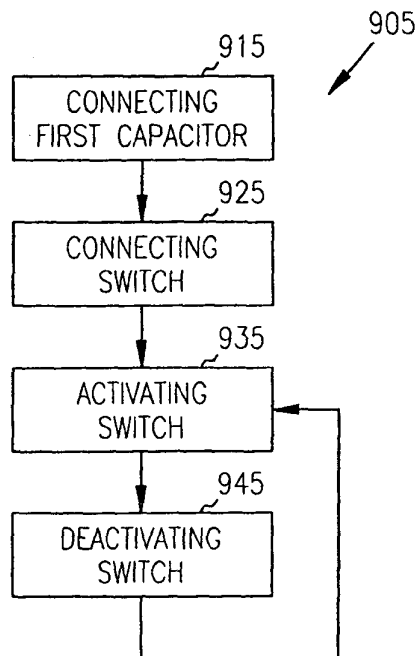 905
915
CONNECTING
FIRST CAPACITOR
925
CONNECTING
SWITCH
935
ACTIVATING
SWITCH
945
DEACTIVATING
SWITCH